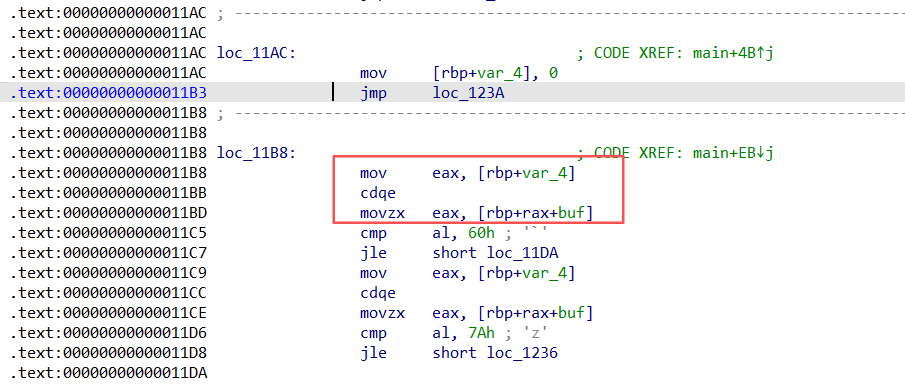 .text:00000000000011AC ; ---------------------------------------------------------------------------
.text:00000000000011AC
.text:00000000000011AC loc_11AC: ; CODE XREF: main+4B↑j
.text:00000000000011AC mov [rbp+var_4], 0
.text:00000000000011B3 jmp loc_123A
.text:00000000000011B8 ; ---------------------------------------------------------------------------
.text:00000000000011B8
.text:00000000000011B8 loc_11B8: ; CODE XREF: main+EB↓j
.text:00000000000011B8 mov eax, [rbp+var_4]
.text:00000000000011BB cdqe
.text:00000000000011BD movzx eax, [rbp+rax+buf]
.text:00000000000011C5 cmp al, 60h ; '`'
.text:00000000000011C7 jle short loc_11DA
.text:00000000000011C9 mov eax, [rbp+var_4]
.text:00000000000011CC cdqe
.text:00000000000011CE movzx eax, [rbp+rax+buf]
.text:00000000000011D6 cmp al, 7Ah ; 'z'
.text:00000000000011D8 jle short loc_1236
.text:00000000000011DA